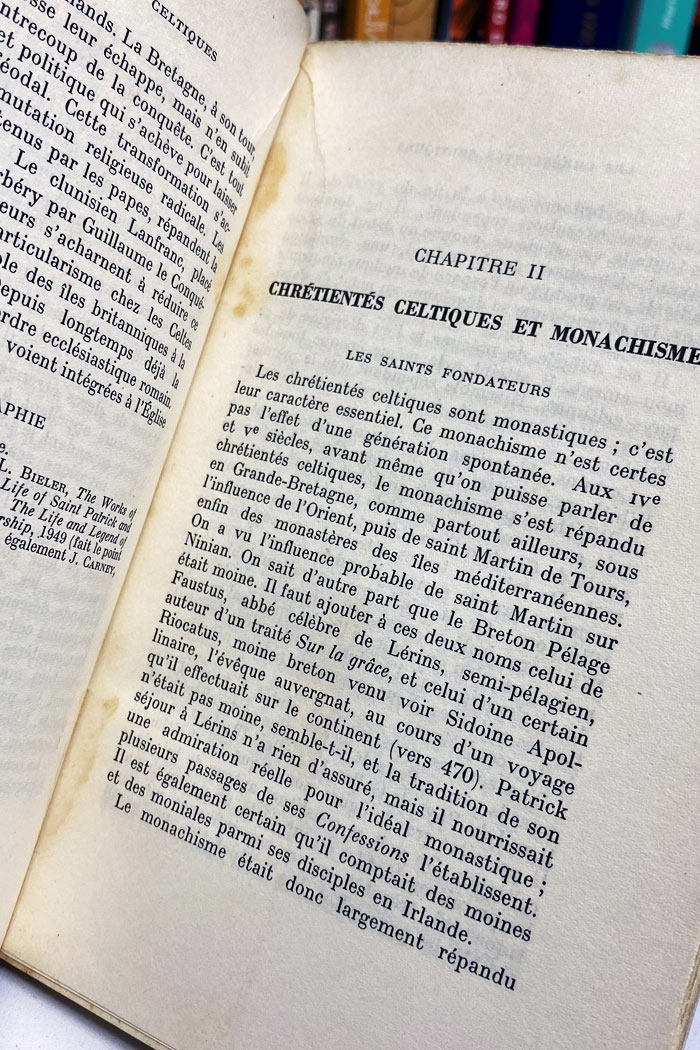 CELTIQUES
lands. La Bretagne, à son tour,
sse leur échappe, mais n'en subit
ntrecoup de la conquête. C'est tout
et politique qui s'achève pour laisser
éodal. Cette transformation s'ac-
mutation religieuse radicale. Les
tenus par les papes, répandent la
Le clunisien Lanfranc, placé
rbéry par Guillaume le Conqué-
eurs s'acharnent à réduire ce
articularisme chez les Celtes
ble des îles britanniques à la
Depuis longtemps déjà la
ordre ecclésiastique romain.
voient intégrées à l'Église
APHIE
e.
L. BIELER, The Works of
Life of Saint Patrick and
The Life and Legend of
rship, 1949 (fait le point
également J. CARNEY,
CHAPITRE II
CHRÉTIENTÉS CELTIQUES ET MONACHISME
LES SAINTS FONDATEURS
Les chrétientés celtiques sont monastiques ; c'est
leur caractère essentiel. Ce monachisme n'est certes
pas l'effet d'une génération spontanée. Aux IVe
et Ve siècles, avant même qu'on puisse parler de
chrétientés celtiques, le monachisme s'est répandu
en Grande-Bretagne, comme partout ailleurs, sous
l'influence de l'Orient, puis de saint Martin de Tours,
enfin des monastères des îles méditerranéennes.
On a vu l'influence probable de saint Martin sur
Ninian. On sait d'autre part que le Breton Pélage
était moine. Il faut ajouter à ces deux noms celui de
Faustus, abbé célèbre de Lérins, semi-pélagien,
auteur d'un traité Sur la grâce, et celui d'un certain
Riocatus, moine breton venu voir Sidoine Apol-
linaire, l'évêque auvergnat, au cours d'un voyage
qu'il effectuait sur le continent (vers 470). Patrick
n'était pas moine, semble-t-il, et la tradition de son
séjour à Lérins n'a rien d'assuré, mais il nourrissait
une admiration réelle pour l'idéal monastique ;
plusieurs passages de ses Confessions l'établissent.
Il est également certain qu'il comptait des moines
et des moniales parmi ses disciples en Irlande.
Le monachisme était donc largement répandu